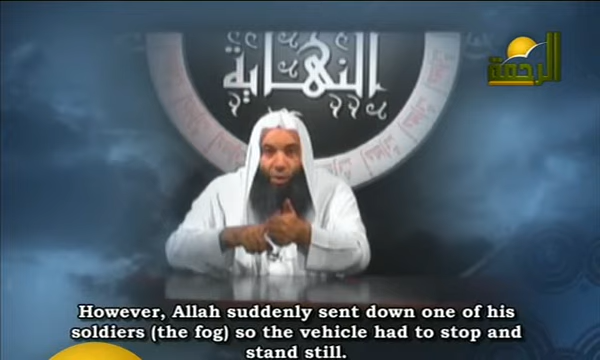 النهاية
الرحمة
However, Allah suddenly sent down one of his
soldiers (the fog) so the vehicle had to stop and
stand still.